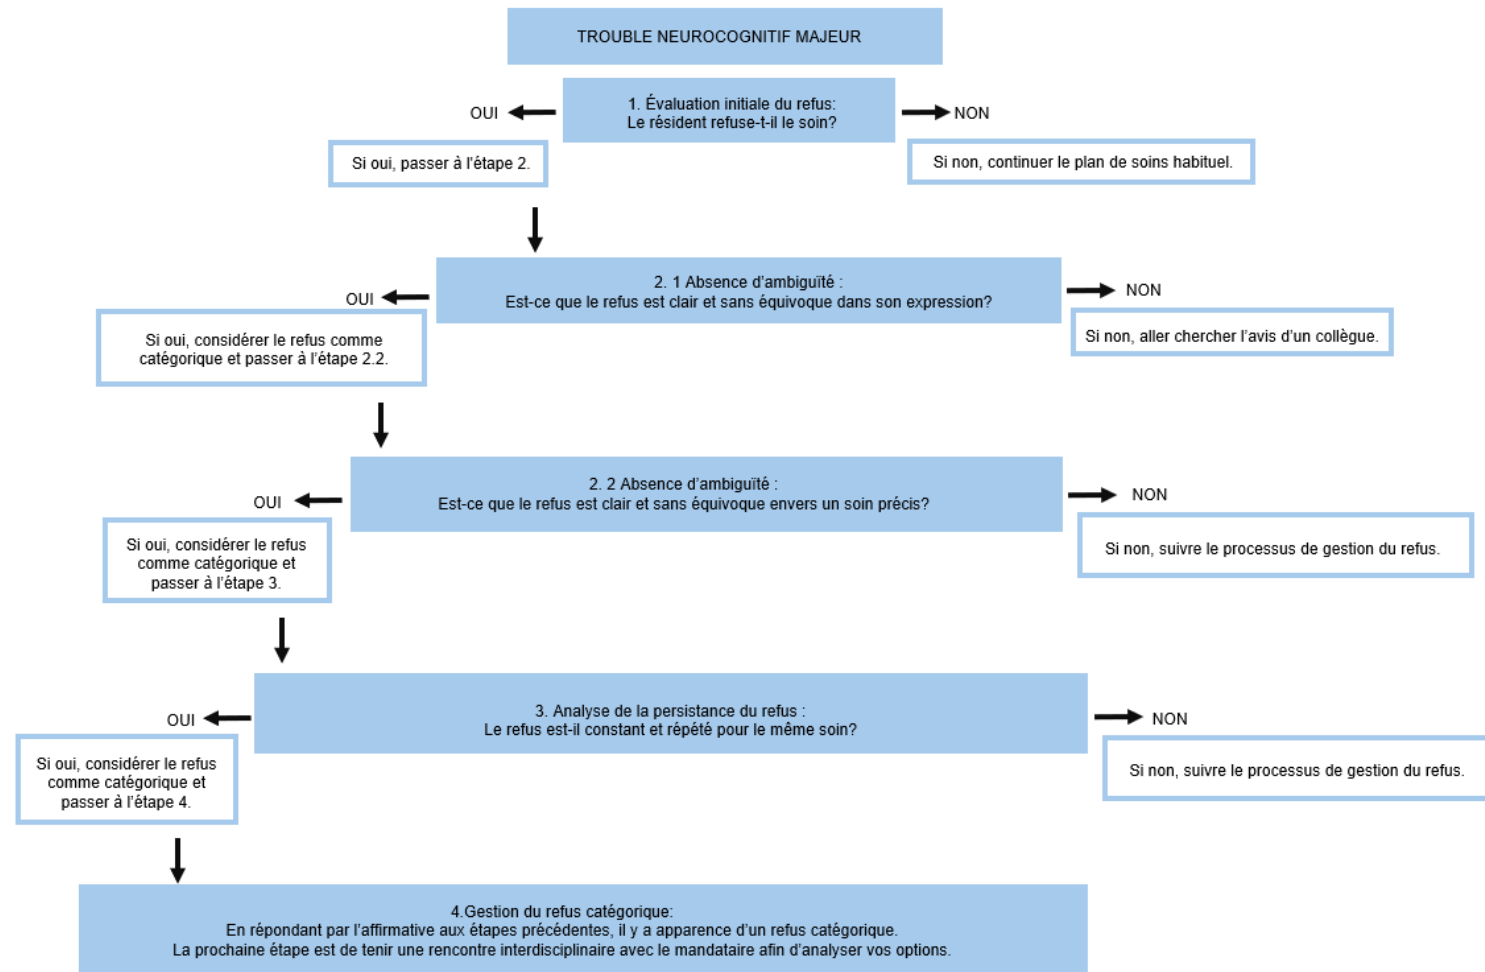 TROUBLE NEUROCOGNITIF MAJEUR
1. Évaluation initiale du refus:
Le résident refuse-t-il le soin?
OUI
NON
Si oui, passer à l'étape 2.
Si non, continuer le plan de soins habituel.
2. 1 Absence d'ambiguïté :
Est-ce que le refus est clair et sans équivoque dans son expression?
OUI
NON
Si oui, considérer le refus comme
catégorique et passer à l'étape 2.2.
Si non, aller chercher l'avis d'un collègue.
2. 2 Absence d'ambiguïté :
Est-ce que le refus est clair et sans équivoque envers un soin précis?
OUI
NON
Si oui, considérer le refus
comme catégorique et
passer à l'étape 3.
Si non, suivre le processus de gestion du refus.
3. Analyse de la persistance du refus :
Le refus est-il constant et répété pour le même soin?
OUI
NON
Si oui, considérer le refus
comme catégorique et
passer à l'étape 4.
Si non, suivre le processus de gestion du refus.
4.Gestion du refus catégorique:
En répondant par l'affirmative aux étapes précédentes, il y a apparence d'un refus catégorique.
La prochaine étape est de tenir une rencontre interdisciplinaire avec le mandataire afin d'analyser vos options.